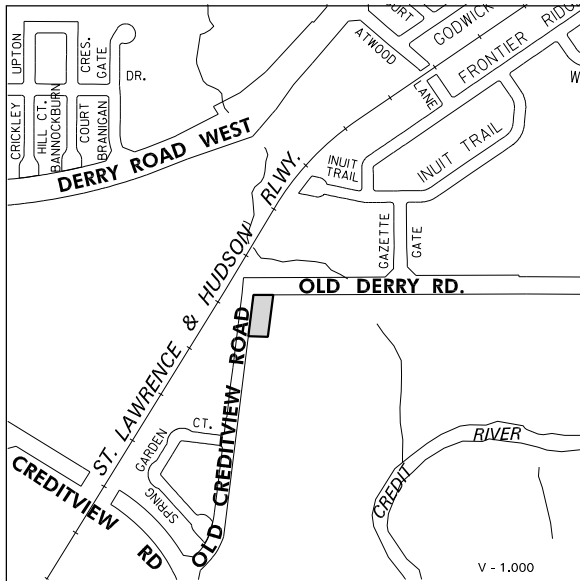 UPTON
CRES.
GATE
DR.
CRICKLEY
HILL CT.
BANNOCKBURN
COURT
BRANIGAN
DERRY ROAD WEST
COURT
GODWICK
ATWOOD
FRONTIER RIDGE
LANE
W
INUIT
TRAIL
INUIT TRAIL
ST. LAWRENCE & HUDSON RLWY.
GAZETTE
GATE
OLD DERRY RD.
OLD CREDITVIEW ROAD
GARDEN
CT.
SPRING
CREDITVIEW RD
CREDIT
RIVER
V - 1.000